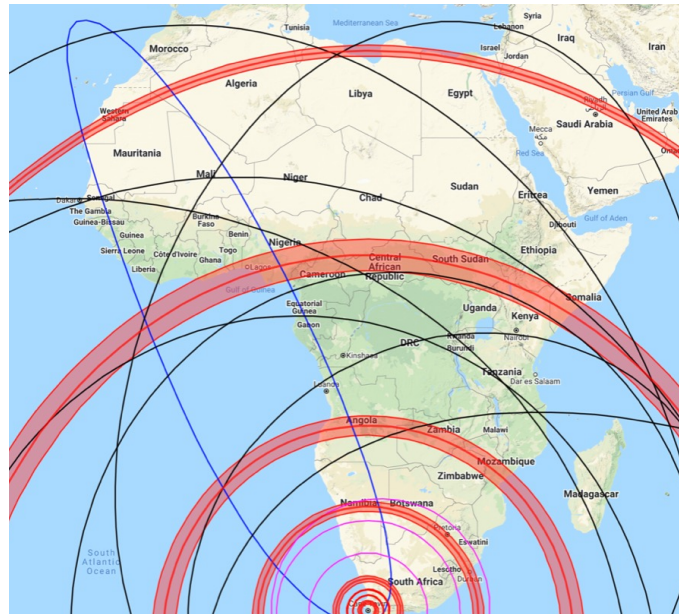 Syria
Tunisia
Mediterranean Sea
Lebanon
Iraq
Iran
Morocco
Israel
Jordan
Algeria
Libya
Egypt
Persian Gulf
Western
Sahara
Riyadh
الرياض
United Arab
Emirates
Mecca
مكة
Saudi Arabia
Mauritania
Red Sea
Oman
Mali
Niger
Chad
Sudan
Eritrea
Yemen
Dakar
Senegal
The Gambia
Guinea-Bissau
Burkina
Faso
Gulf of Aden
Djibouti
Guinea
Benin
Nigeria
Togo
Sierra Leone
Côte d'Ivoire
Ghana
Ethiopia
Liberia
Lagos
Central
African
Republic
South Sudan
Cameroon
Gulf of Guinea
Somalia
Equatorial
Guinea
Uganda
Kenya
Gabon
Nairobi
Kinshasa
DRC
Rwanda
Burundi
Tanzania
Dar es Salaam
Luanda
Angola
Zambia
Malawi
Mozambique
Zimbabwe
Madagascar
Namibia
Botswana
Pretoria
Eswatini
South
Atlantic
Ocean
Lesotho
Durban
South Africa